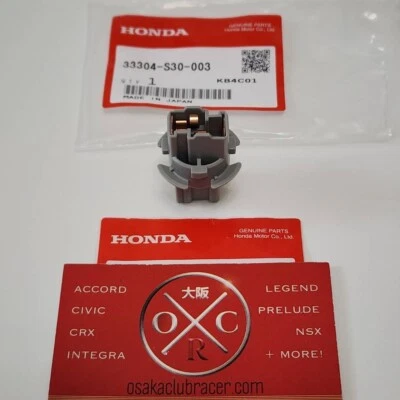 HONDA
GENUINE PARTS
Honda Motor Co., Ltd.
33304-S30-003
QTY 1
KB4C01
MADE IN JAPAN
HONDA
GENUINE PARTS
Honda Motor Co., Ltd.
ACCORD
CIVIC
CRX
INTEGRA
大阪
O C
R
LEGEND
PRELUDE
NSX
+ MORE!
osakaclubracer.com